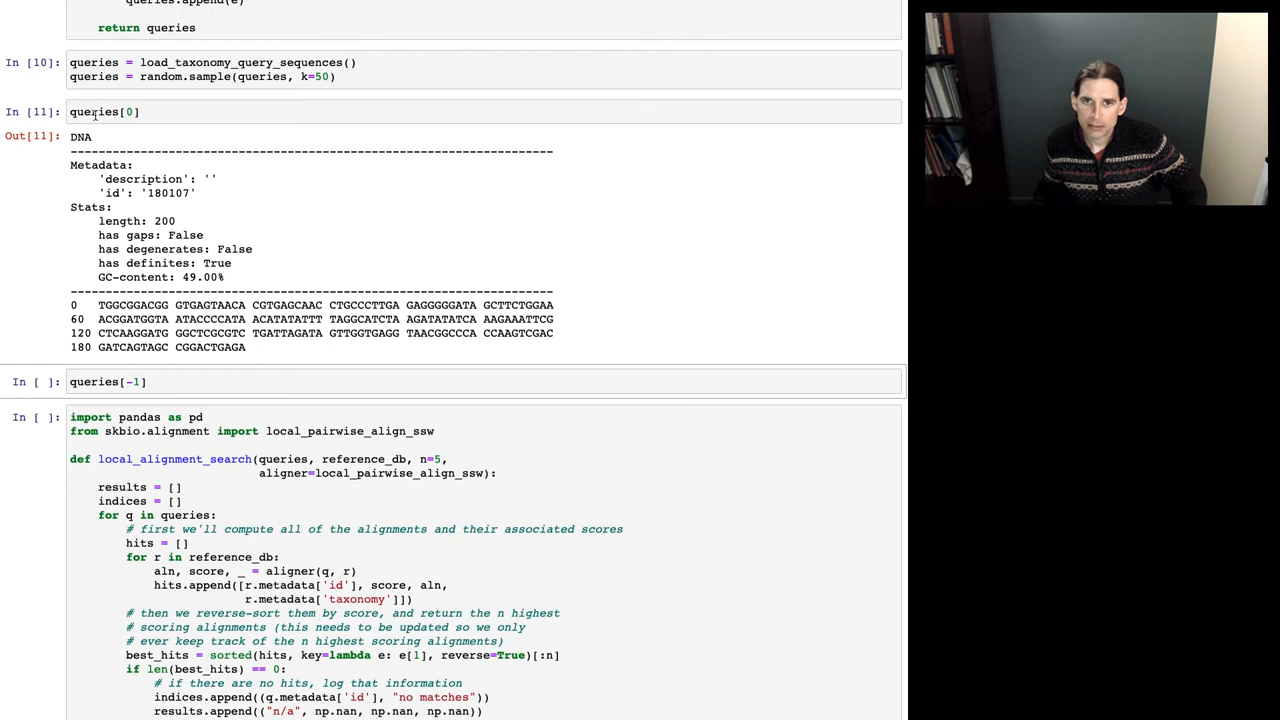 queries.append(e)
return queries
In [10]: queries = load_taxonomy_query_sequences()
queries = random.sample(queries, k=50)
In [11]: queries[0]
Out[11]: DNA
---------------------------------------------------------------------
Metadata:
'description': ''
'id': '180107'
Stats:
length: 200
has gaps: False
has degenerates: False
has definites: True
GC-content: 49.00%
---------------------------------------------------------------------
0   TGGCGGACGG GTGAGTAACA CGTGAGCAAC CTGCCCTTGA GAGGGGGATA GCTTCTGGAA
60  ACGGATGGTA ATACCCCATA ACATATATTT TAGGCATCTA AGATATATCA AAGAAATTCG
120 CTCAAGGATG GGCTCGCGTC TGATTAGATA GTTGGTGAGG TAACGGCCCA CCAAGTCGAC
180 GATCAGTAGC CGGACTGAGA
In [ ]: queries[-1]
In [ ]: import pandas as pd
from skbio.alignment import local_pairwise_align_ssw
def local_alignment_search(queries, reference_db, n=5,
aligner=local_pairwise_align_ssw):
results = []
indices = []
for q in queries:
# first we'll compute all of the alignments and their associated scores
hits = []
for r in reference_db:
aln, score, _ = aligner(q, r)
hits.append([r.metadata['id'], score, aln,
r.metadata['taxonomy']])
# then we reverse-sort them by score, and return the n highest
# scoring alignments (this needs to be updated so we only
# ever keep track of the n highest scoring alignments)
best_hits = sorted(hits, key=lambda e: e[1], reverse=True)[:n]
if len(best_hits) == 0:
# if there are no hits, log that information
indices.append((q.metadata['id'], "no matches"))
results.append(("n/a", np.nan, np.nan, np.nan))